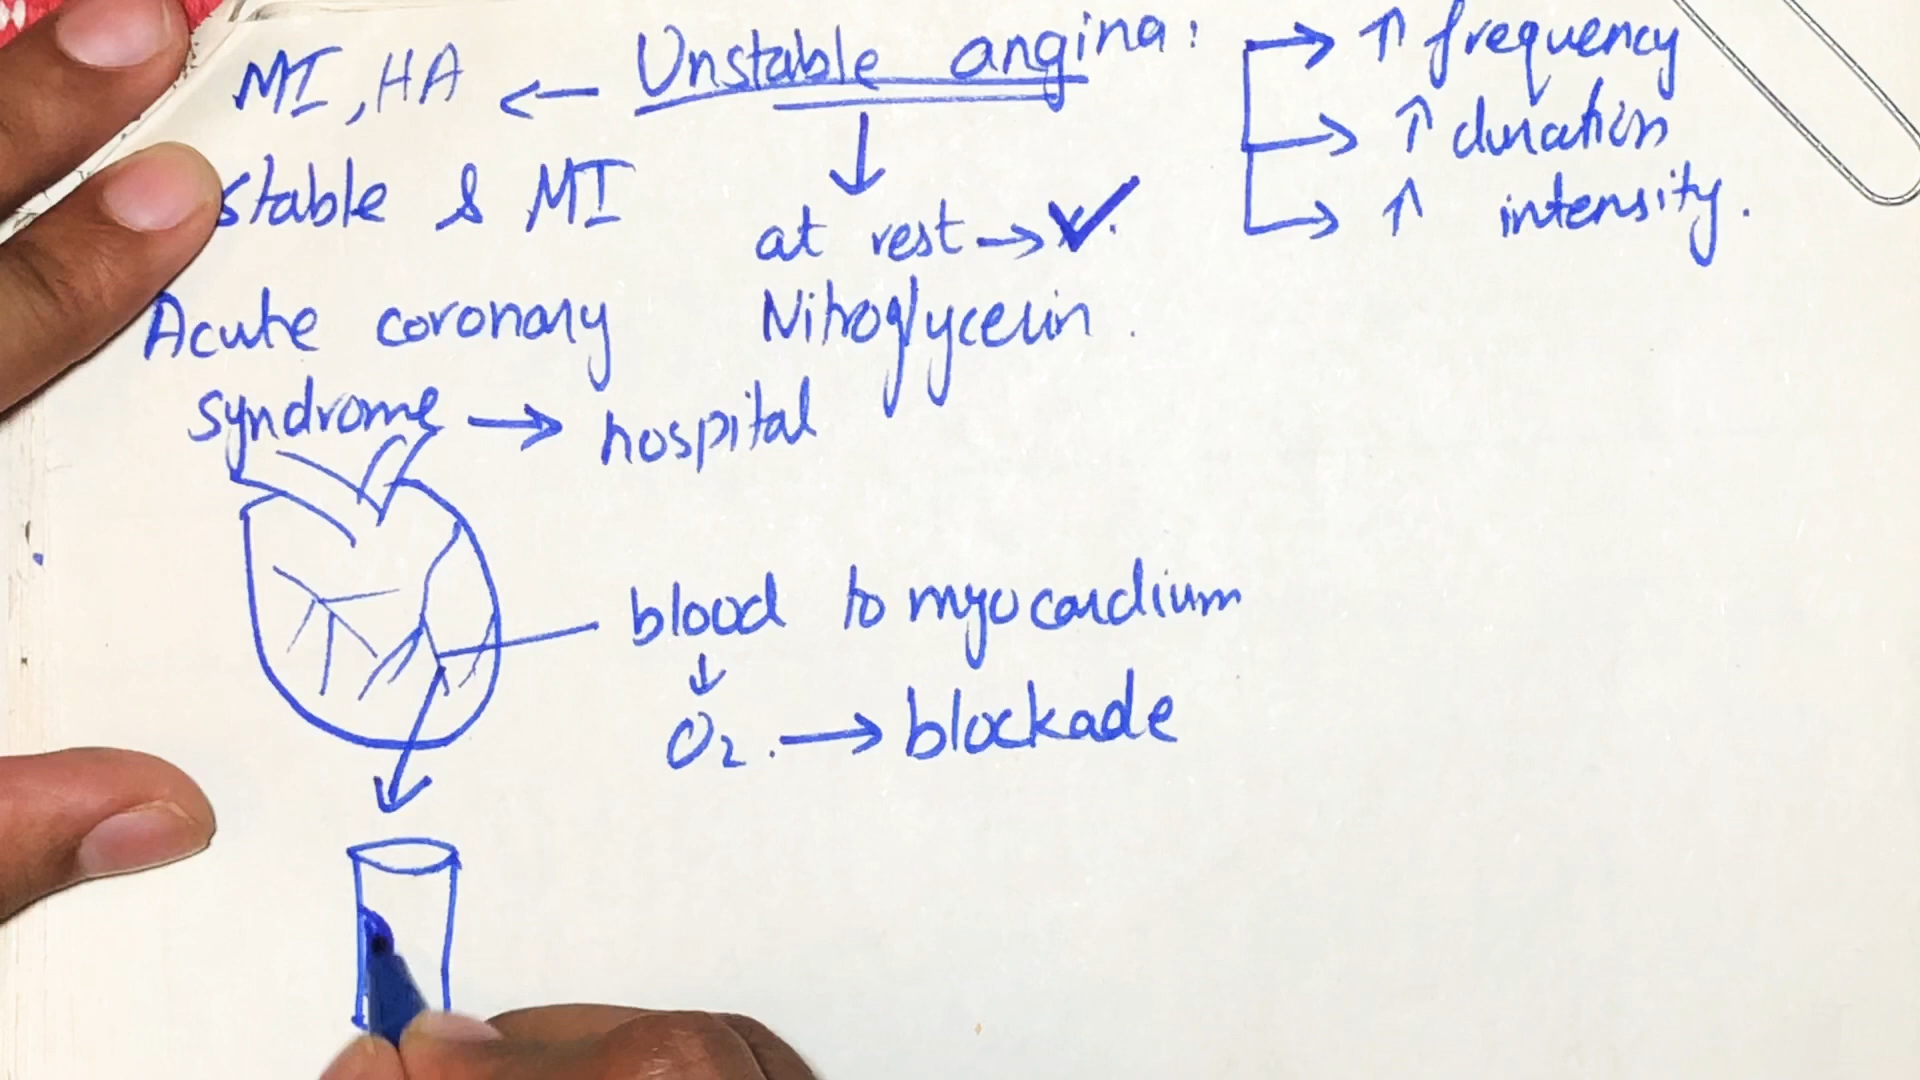 MI, HA ← Unstable angina : → ↑ frequency
→ ↑ duration
→ ↑ intensity.
stable & MI
↓
at rest → ✓.
Nitroglycerin.
Acute coronary
syndrome → hospital
blood to myocardium
↓
O2. → blockade